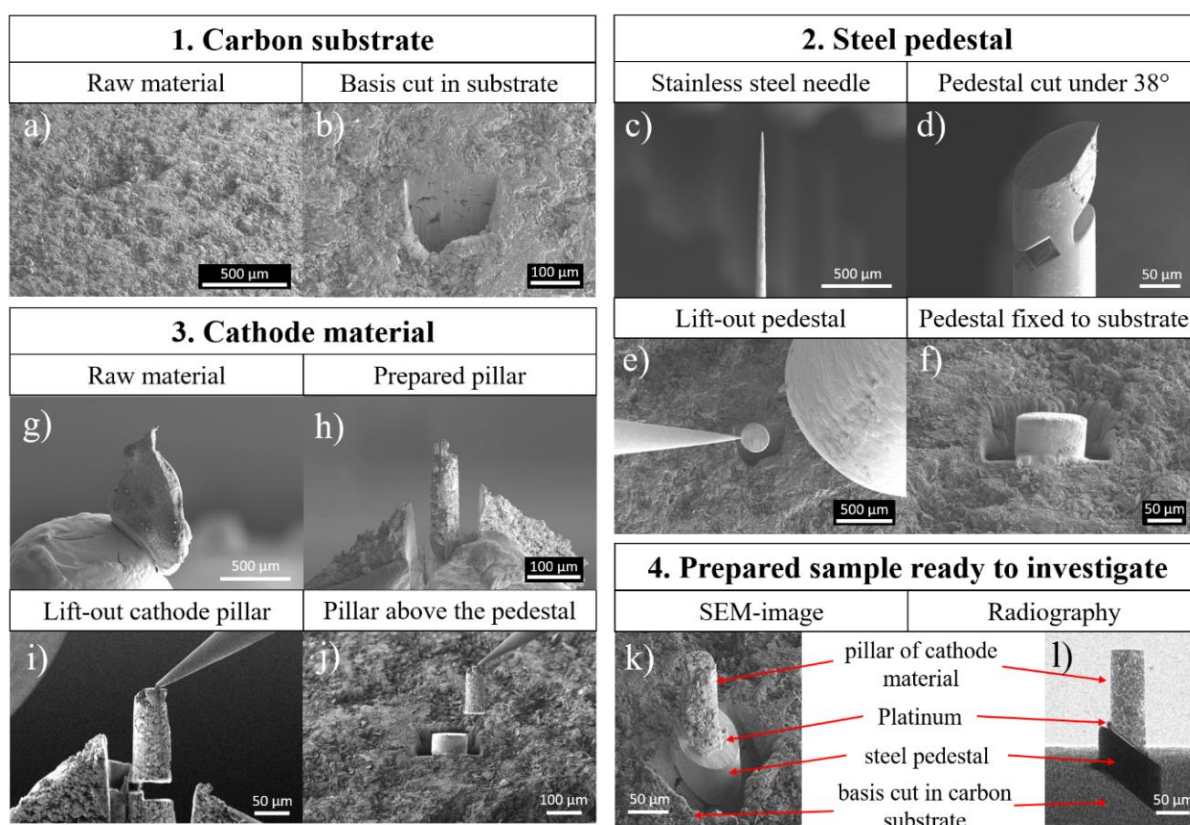 1. Carbon substrate
Raw material
Basis cut in substrate
a)
b)
500 µm
100 µm
2. Steel pedestal
Stainless steel needle
Pedestal cut under 38°
c)
d)
500 µm
50 µm
Lift-out pedestal
Pedestal fixed to substrate
e)
f)
500 µm
50 µm
3. Cathode material
Raw material
Prepared pillar
g)
h)
500 µm
100 µm
Lift-out cathode pillar
Pillar above the pedestal
i)
j)
50 µm
100 µm
4. Prepared sample ready to investigate
SEM-image
Radiography
k)
l)
pillar of cathode
material
Platinum
steel pedestal
basis cut in carbon
substrate
50 µm
50 µm